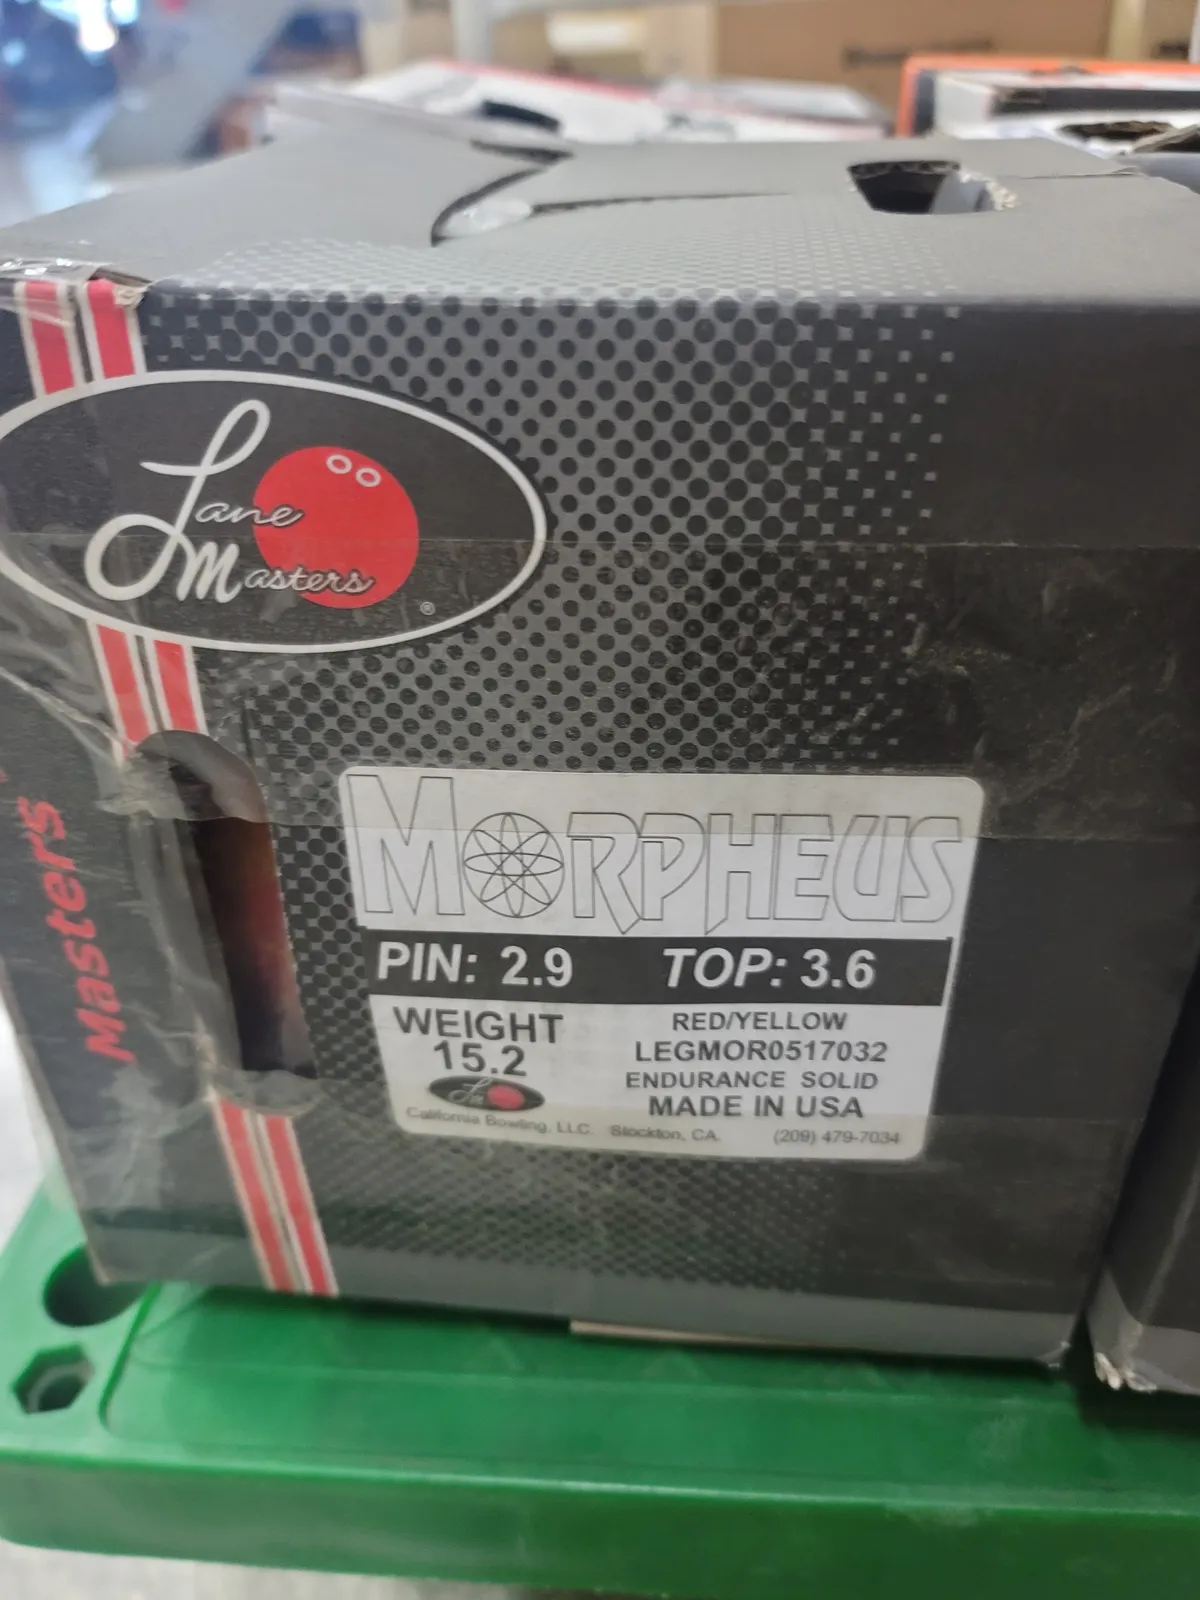 Lane
Masters
®
Masters
MORPHEUS
PIN: 2.9 TOP: 3.6
WEIGHT
15.2
RED/YELLOW
LEGMOR0517032
ENDURANCE SOLID
MADE IN USA
California Bowling, LLC. Stockton, CA. (209) 479-7034